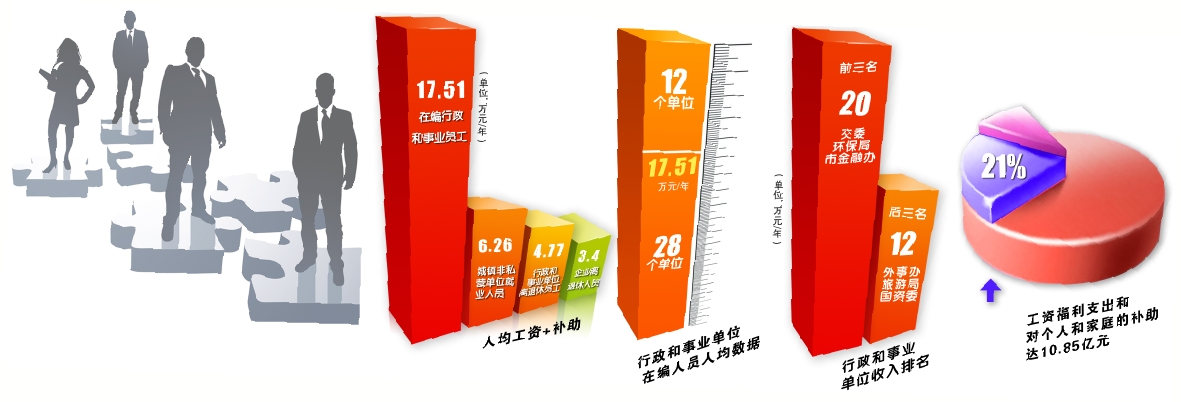 17.51
在编行政
和事业员工
(单位:万元/年)
6.26
城镇非私
营单位就
业人员
4.77
行政和
事业单位
离退休员工
3.4
企业离
退休人员
人均工资+补助
12
个单位
17.51
万元/年
28
个单位
行政和事业单位
在编人员人均数据
(单位:万元/年)
前三名
20
交委
环保局
市金融办
后三名
12
外事办
旅游局
国资委
行政和事业
单位收入排名
21%
工资福利支出和
对个人和家庭的补助
达10.85亿元